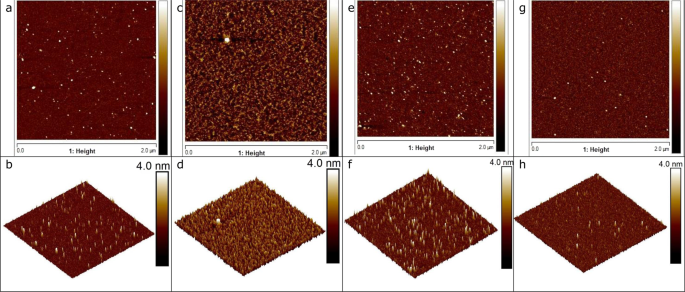 a
c
e
g
0.0 1: Height 2.0 µm
0.0 1: Height 2.0 µm
0.0 1: Height 2.0 µm
0.0 1: Height 2.0 µm
b 4.0 nm
d 4.0 nm
f 4.0 nm
h 4.0 nm